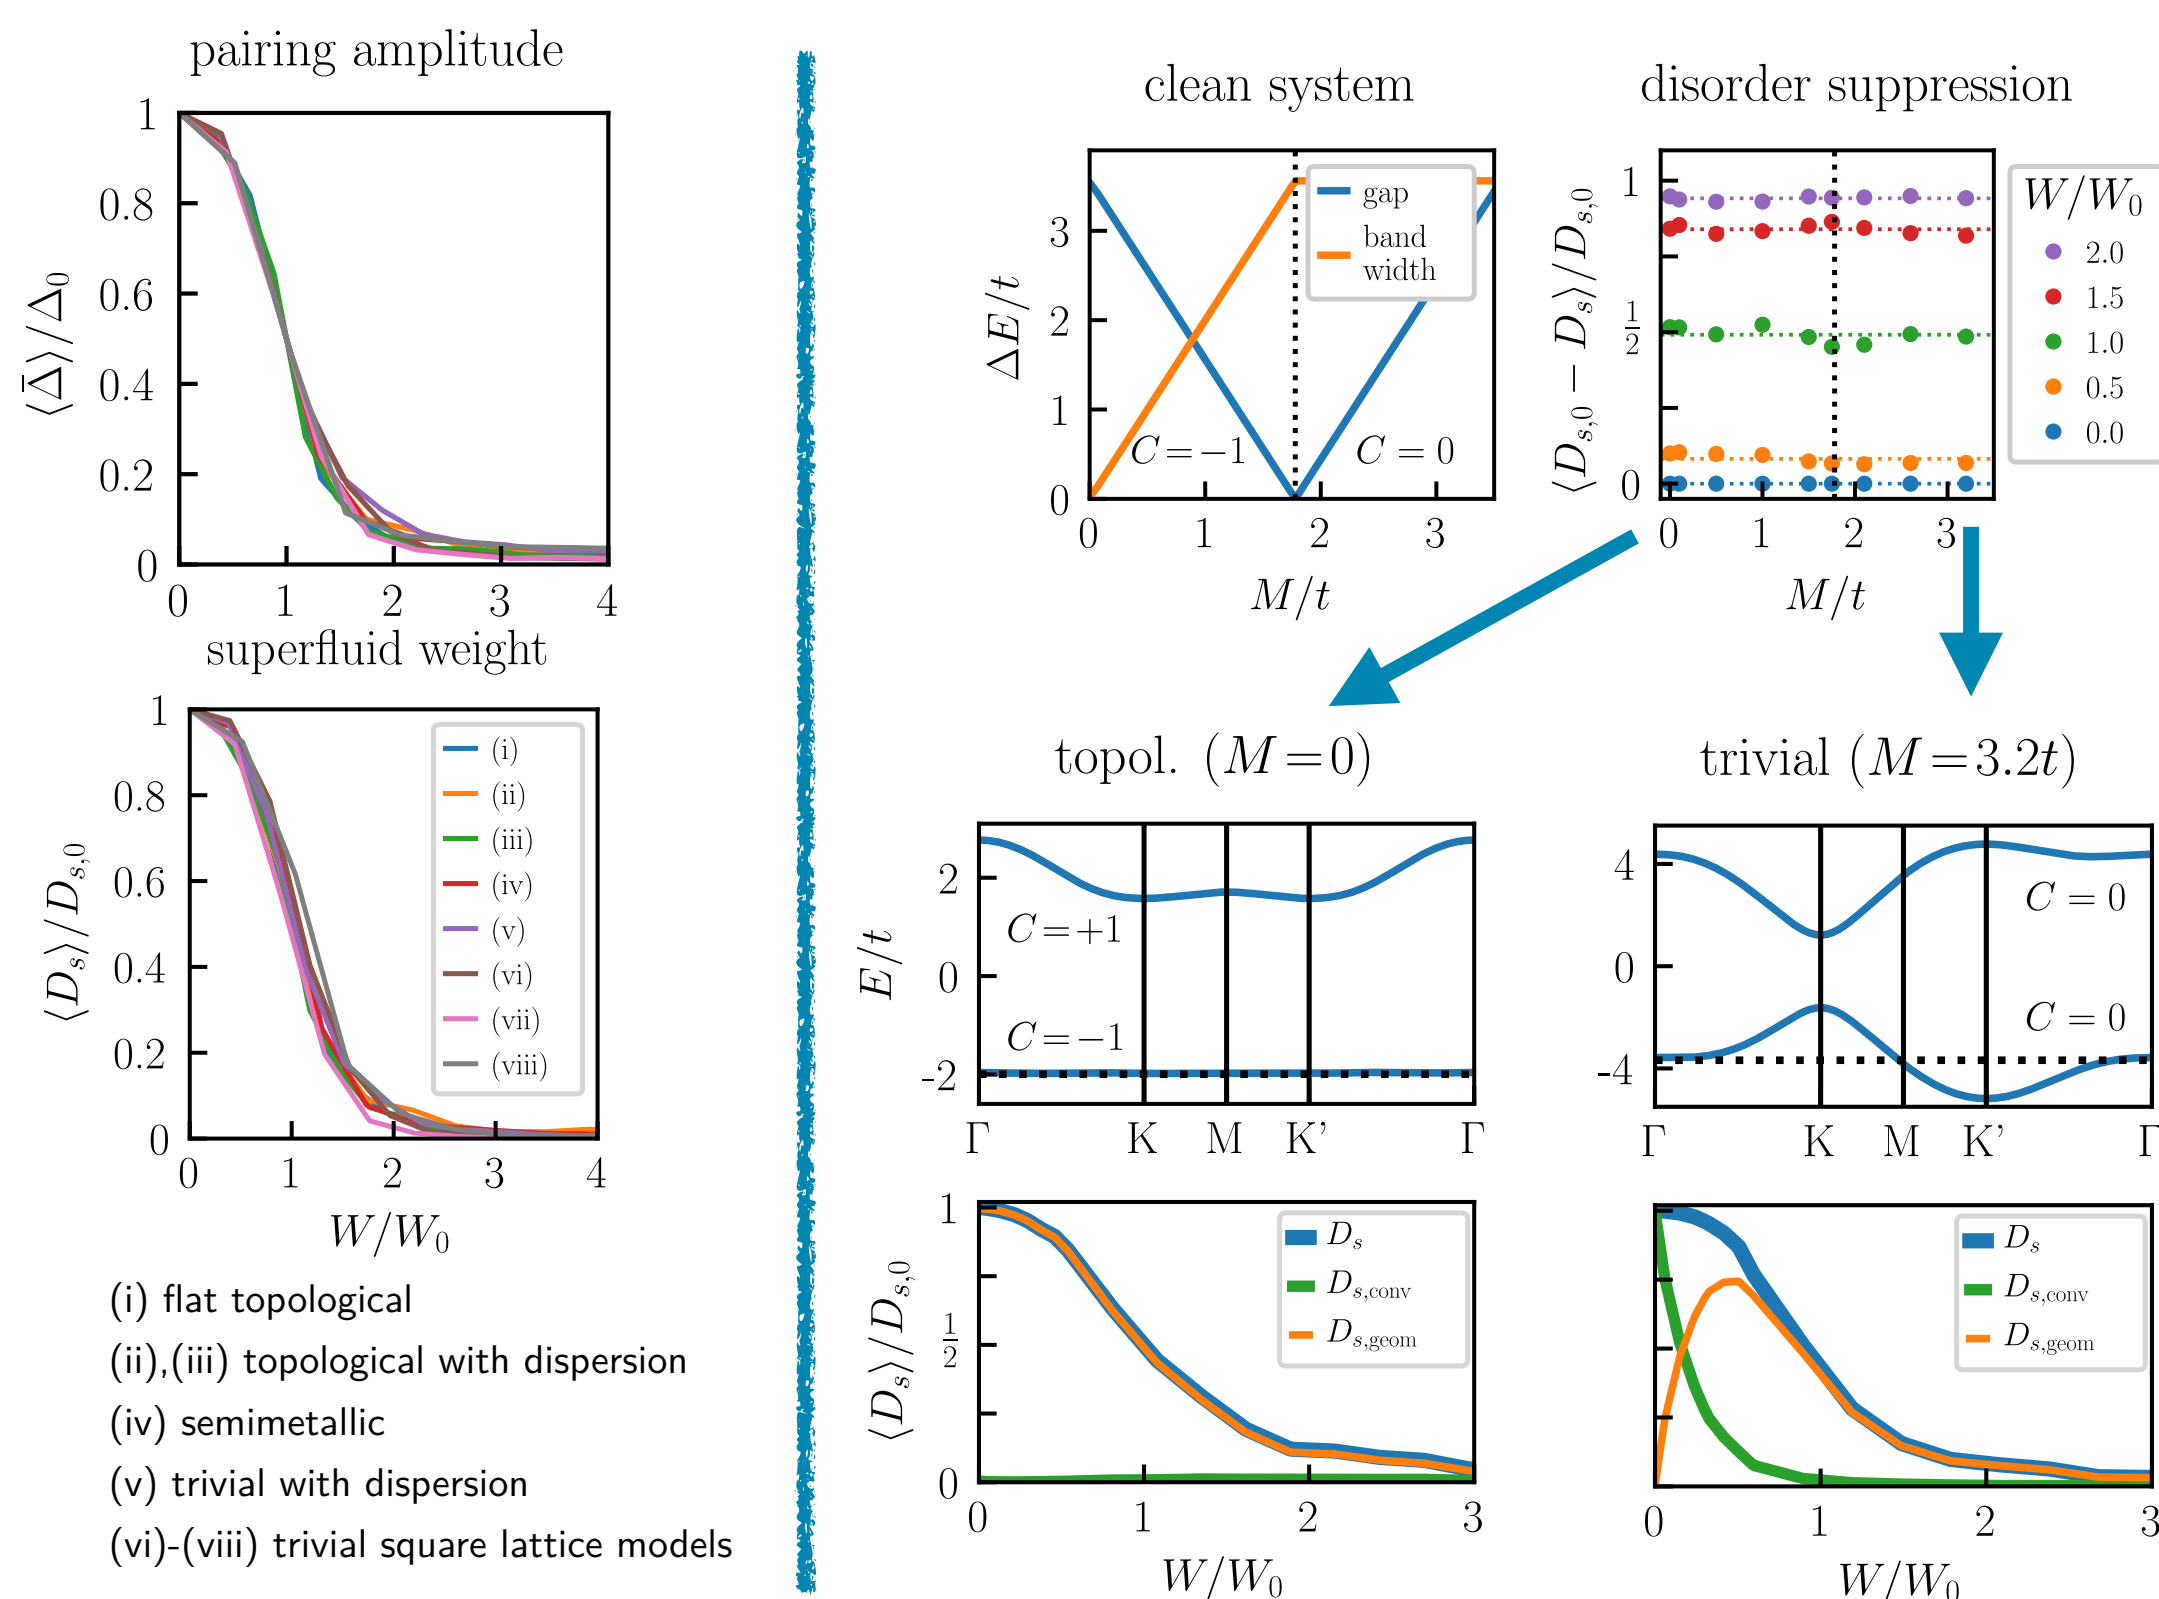 pairing amplitude
⟨Δ̄⟩/Δ₀
1
0.8
0.6
0.4
0.2
0
0 1 2 3 4
superfluid weight
⟨D_s⟩/D_{s,0}
1
0.8
0.6
0.4
0.2
0
(i)
(ii)
(iii)
(iv)
(v)
(vi)
(vii)
(viii)
0 1 2 3 4
W/W₀
(i) flat topological
(ii),(iii) topological with dispersion
(iv) semimetallic
(v) trivial with dispersion
(vi)-(viii) trivial square lattice models
clean system
ΔE/t
3
2
1
0
gap
band
width
C=−1
C = 0
0 1 2 3
M/t
disorder suppression
⟨D_{s,0} − D_s⟩/D_{s,0}
1
1/2
0
0 1 2 3
M/t
W/W₀
2.0
1.5
1.0
0.5
0.0
topol. (M=0)
E/t
2
0
-2
C=+1
C=−1
Γ K M K' Γ
trivial (M=3.2t)
4
0
-4
C = 0
C = 0
Γ K M K' Γ
⟨D_s⟩/D_{s,0}
1
1/2
0
D_s
D_{s,conv}
D_{s,geom}
0 1 2 3
W/W₀
D_s
D_{s,conv}
D_{s,geom}
0 1 2 3
W/W₀